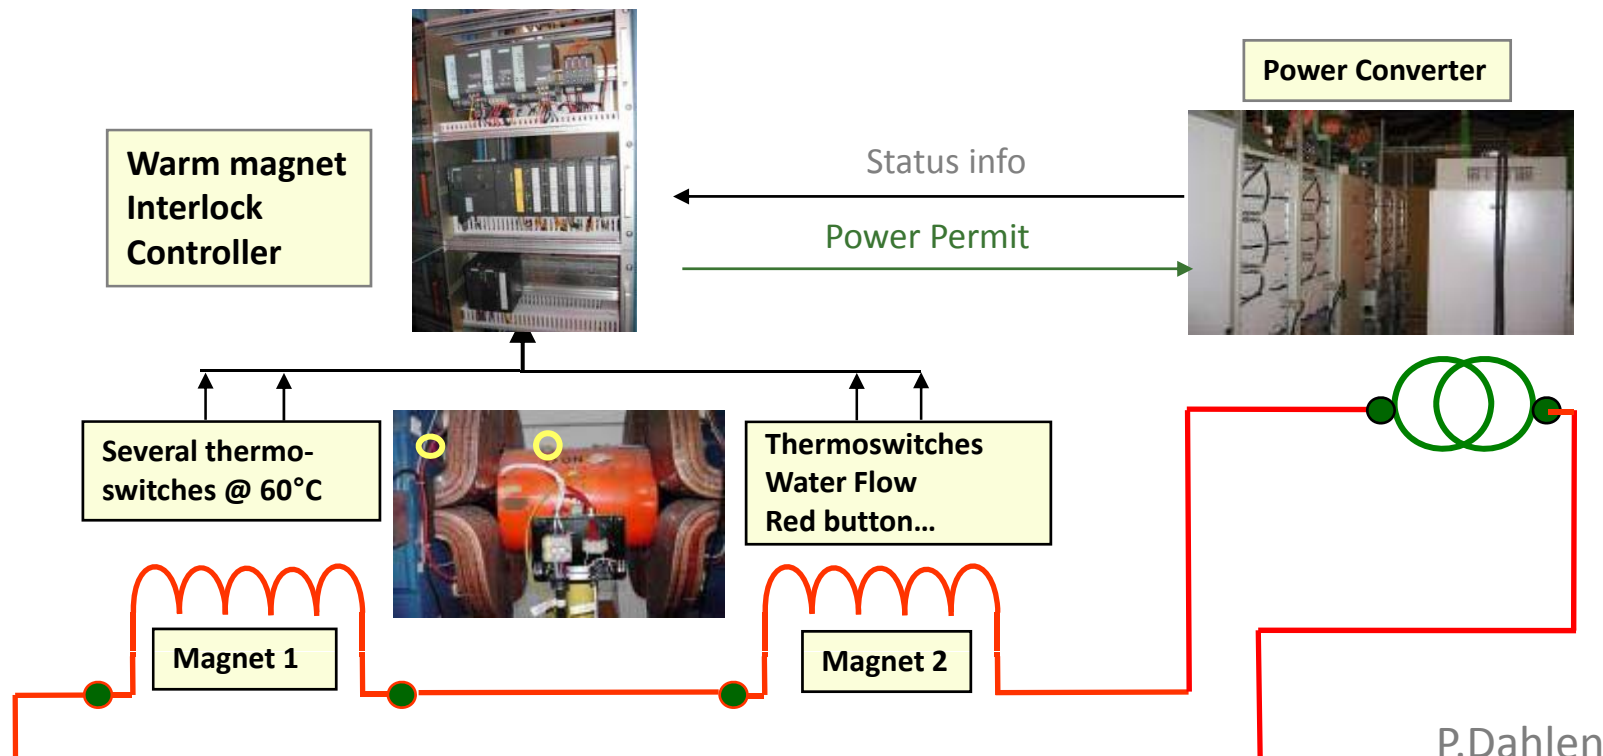 Power Converter
Warm magnet
Interlock
Controller
Status info
Power Permit
Several thermo-
switches @ 60°C
Thermoswitches
Water Flow
Red button...
Magnet 1
Magnet 2
P.Dahlen